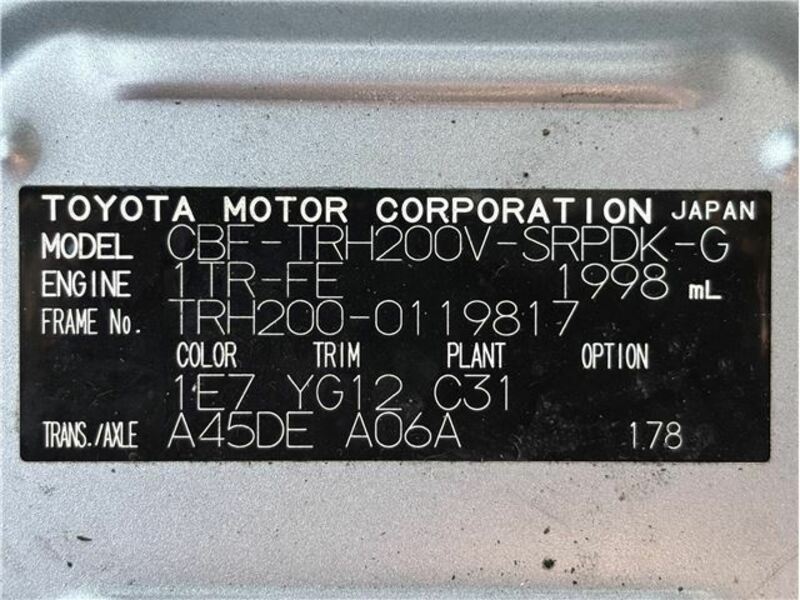 TOYOTA MOTOR CORPORATION JAPAN
MODEL CBF-TRH200V-SRPDK-G
ENGINE 1TR-FE 1998 mL
FRAME No. TRH200-0119817
COLOR TRIM PLANT OPTION
1E7 YG12 C31
TRANS./AXLE A45DE A06A 178